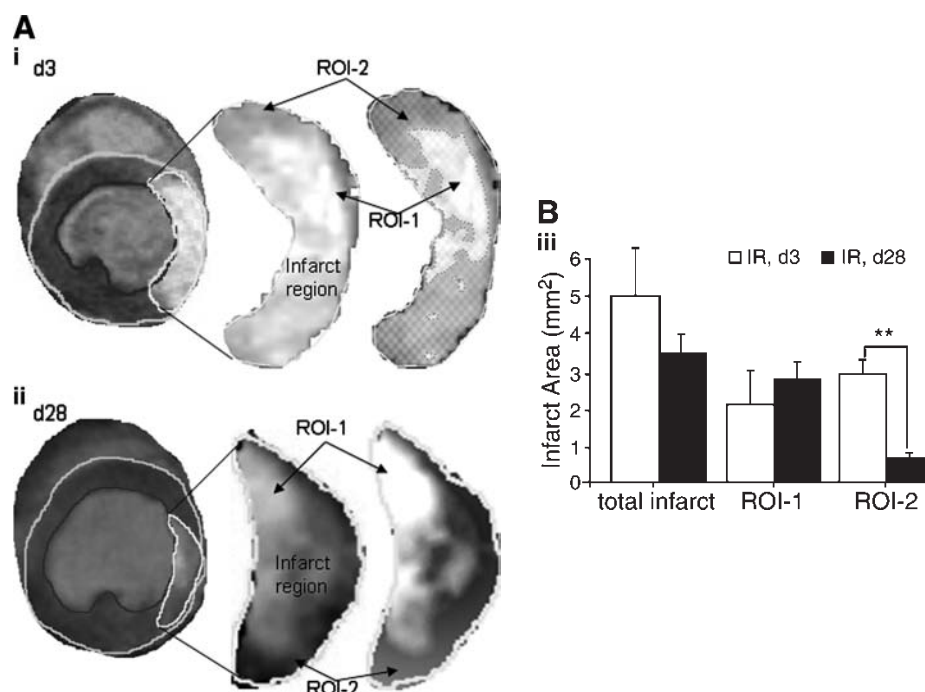 A
i
d3
ROI-2
ROI-1
Infarct
region
ii
d28
ROI-1
Infarct
region
ROI-2
B
iii
IR, d3
IR, d28
Infarct Area (mm²)
6
5
4
3
2
1
0
**
total infarct
ROI-1
ROI-2